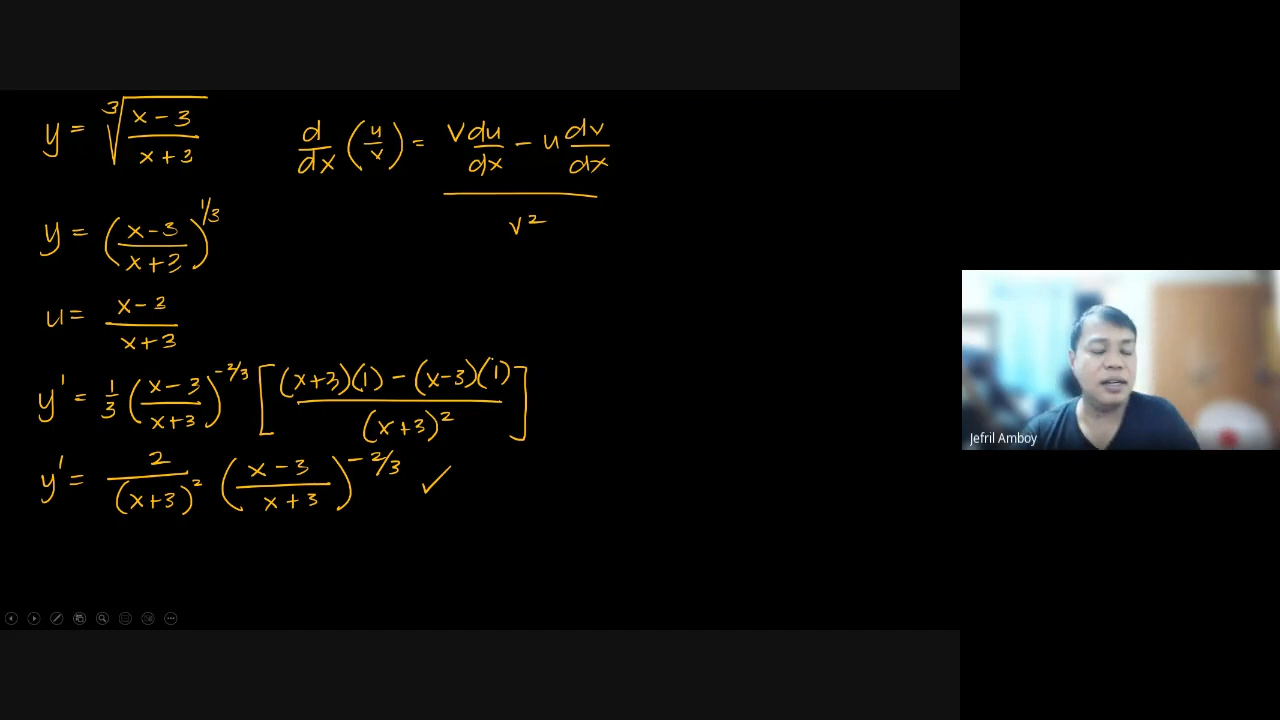 y = ∛((x-3)/(x+3))
d/dx (u/x) = (v du/dx - u dv/dx) / v²
y = ((x-3)/(x+3))^(1/3)
u = (x-3)/(x+3)
y' = 1/3 ((x-3)/(x+3))^(-2/3) [((x+3)(1) - (x-3)(1)) / (x+3)²]
y' = 2/(x+3)² ((x-3)/(x+3))^(-2/3) ✓
Jefril Amboy